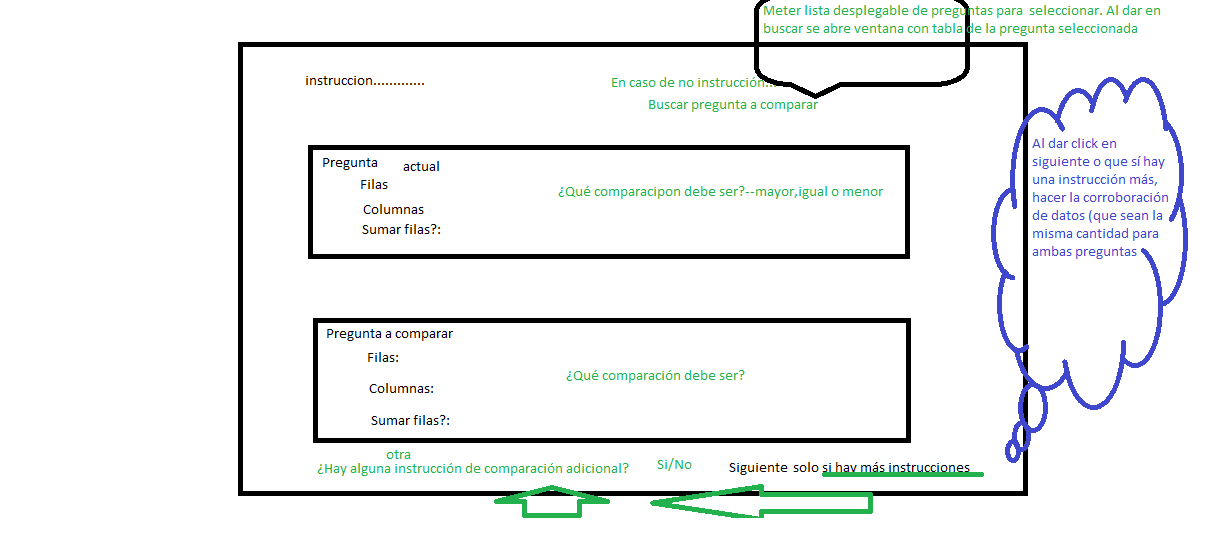 Meter lista desplegable de preguntas para seleccionar. Al dar en
buscar se abre ventana con tabla de la pregunta seleccionada
instruccion.............
En caso de no instrucción...
Buscar pregunta a comparar
Pregunta actual
Filas
¿Qué comparacipon debe ser?--mayor,igual o menor
Columnas
Sumar filas?:
Al dar click en
siguiente o que sí hay
una instrucción más,
hacer la corroboración
de datos (que sean la
misma cantidad para
ambas preguntas
Pregunta a comparar
Filas:
¿Qué comparación debe ser?
Columnas:
Sumar filas?:
otra
¿Hay alguna instrucción de comparación adicional?
Si/No
Siguiente solo si hay más instrucciones